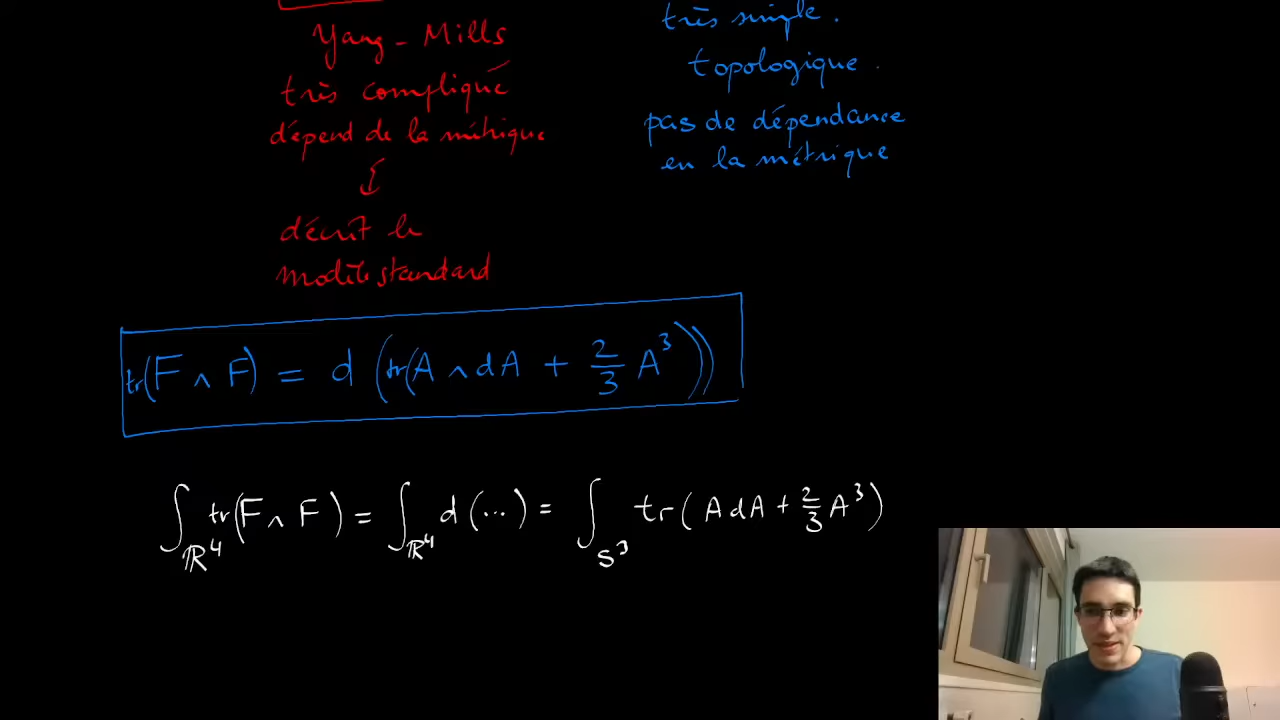 Yang-Mills
très compliqué
dépend de la métrique
↓
décrit le
modèle standard
très simple.
topologique.
pas de dépendance
en la métrique
tr(F ∧ F) = d (tr(A ∧ dA + 2/3 A³))
∫_ℝ⁴ tr(F ∧ F) = ∫_ℝ⁴ d(...) = ∫_S³ tr(A dA + 2/3 A³)